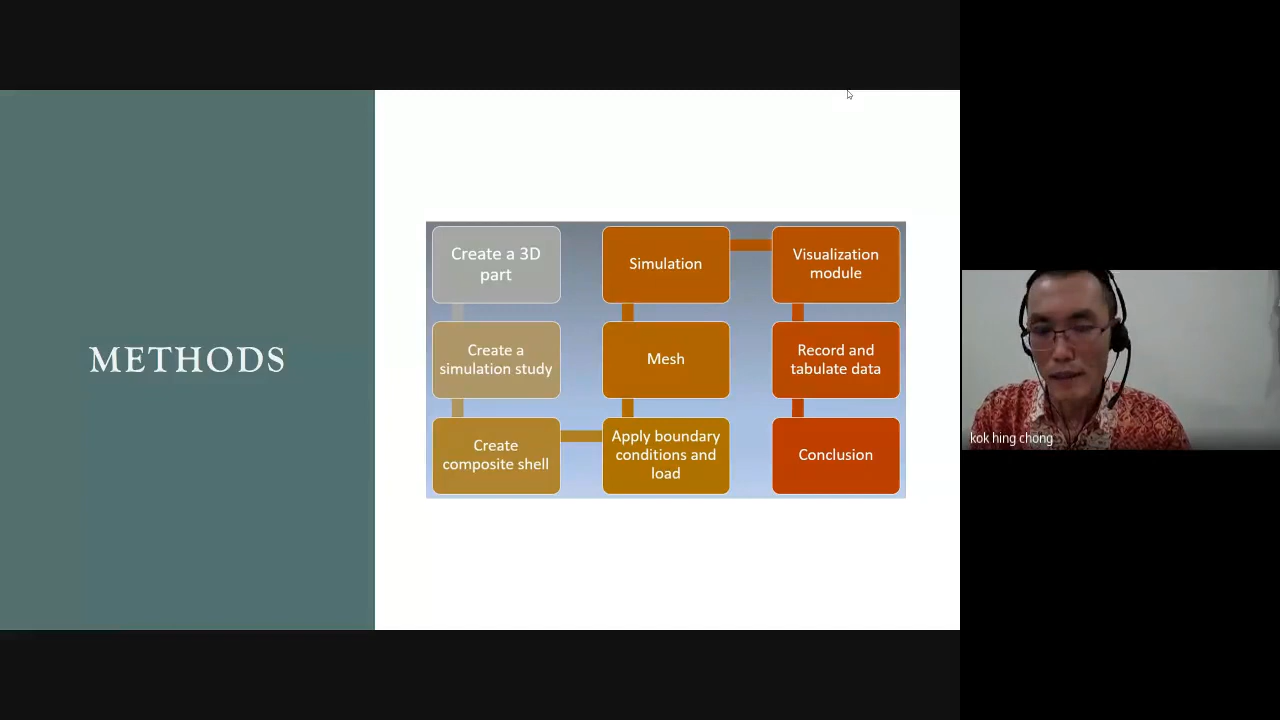 METHODS
Create a 3D
part
Create a
simulation study
Create
composite shell
Apply boundary
conditions and
load
Mesh
Simulation
Visualization
module
Record and
tabulate data
Conclusion
kok hing chong